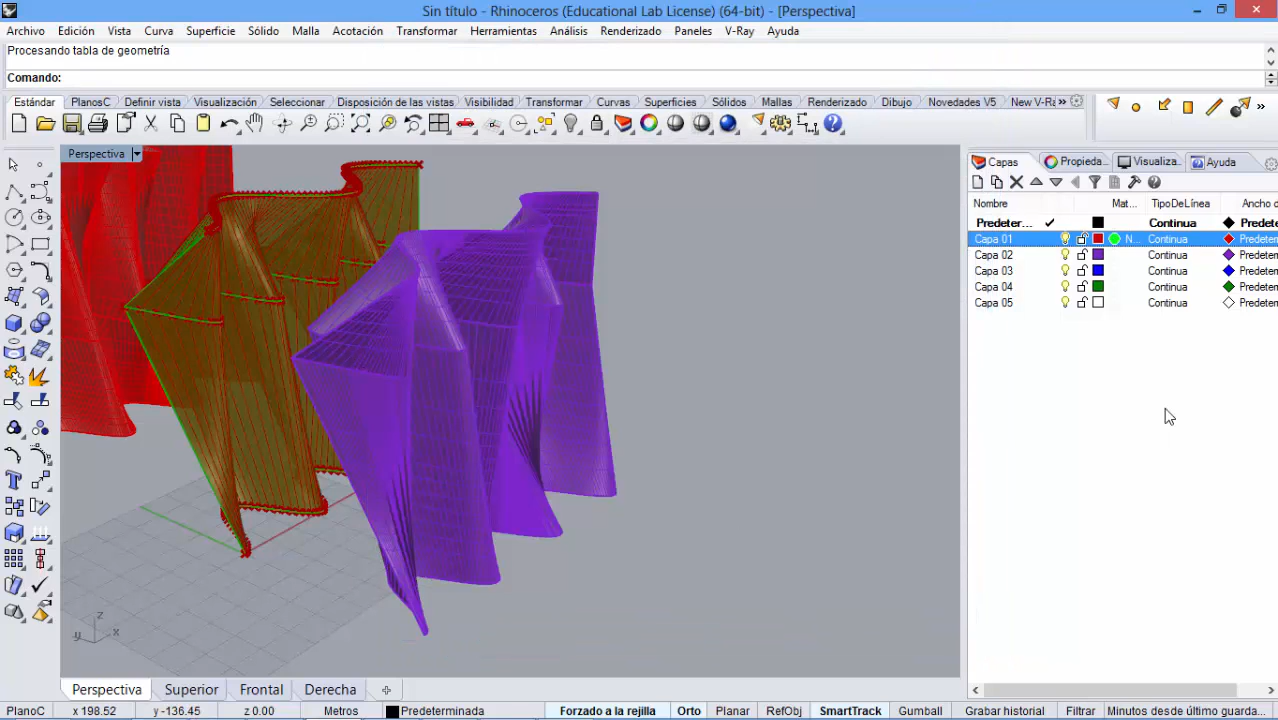 Sin título - Rhinoceros (Educational Lab License) (64-bit) - [Perspectiva]
Archivo Edición Vista Curva Superficie Sólido Malla Acotación Transformar Herramientas Análisis Renderizado Paneles V-Ray Ayuda
Procesando tabla de geometría
Comando:
Estándar PlanosC Definir vista Visualización Seleccionar Disposición de las vistas Visibilidad Transformar Curvas Superficies Sólidos Mallas Renderizado Dibujo Novedades V5 New V-Ra
Perspectiva
Capas Propieda... Visualiza... Ayuda
Nombre Mat... TipoDeLínea Ancho d
Predeter... Continua Predete
Capa 01 N... Continua Predeter
Capa 02 Continua Predeter
Capa 03 Continua Predeter
Capa 04 Continua Predeter
Capa 05 Continua Predeter
z
y x
Perspectiva Superior Frontal Derecha
PlanoC x 198.52 y -136.45 z 0.00 Metros Predeterminada Forzado a la rejilla Orto Planar RefObj SmartTrack Gumball Grabar historial Filtrar Minutos desde último guarda...